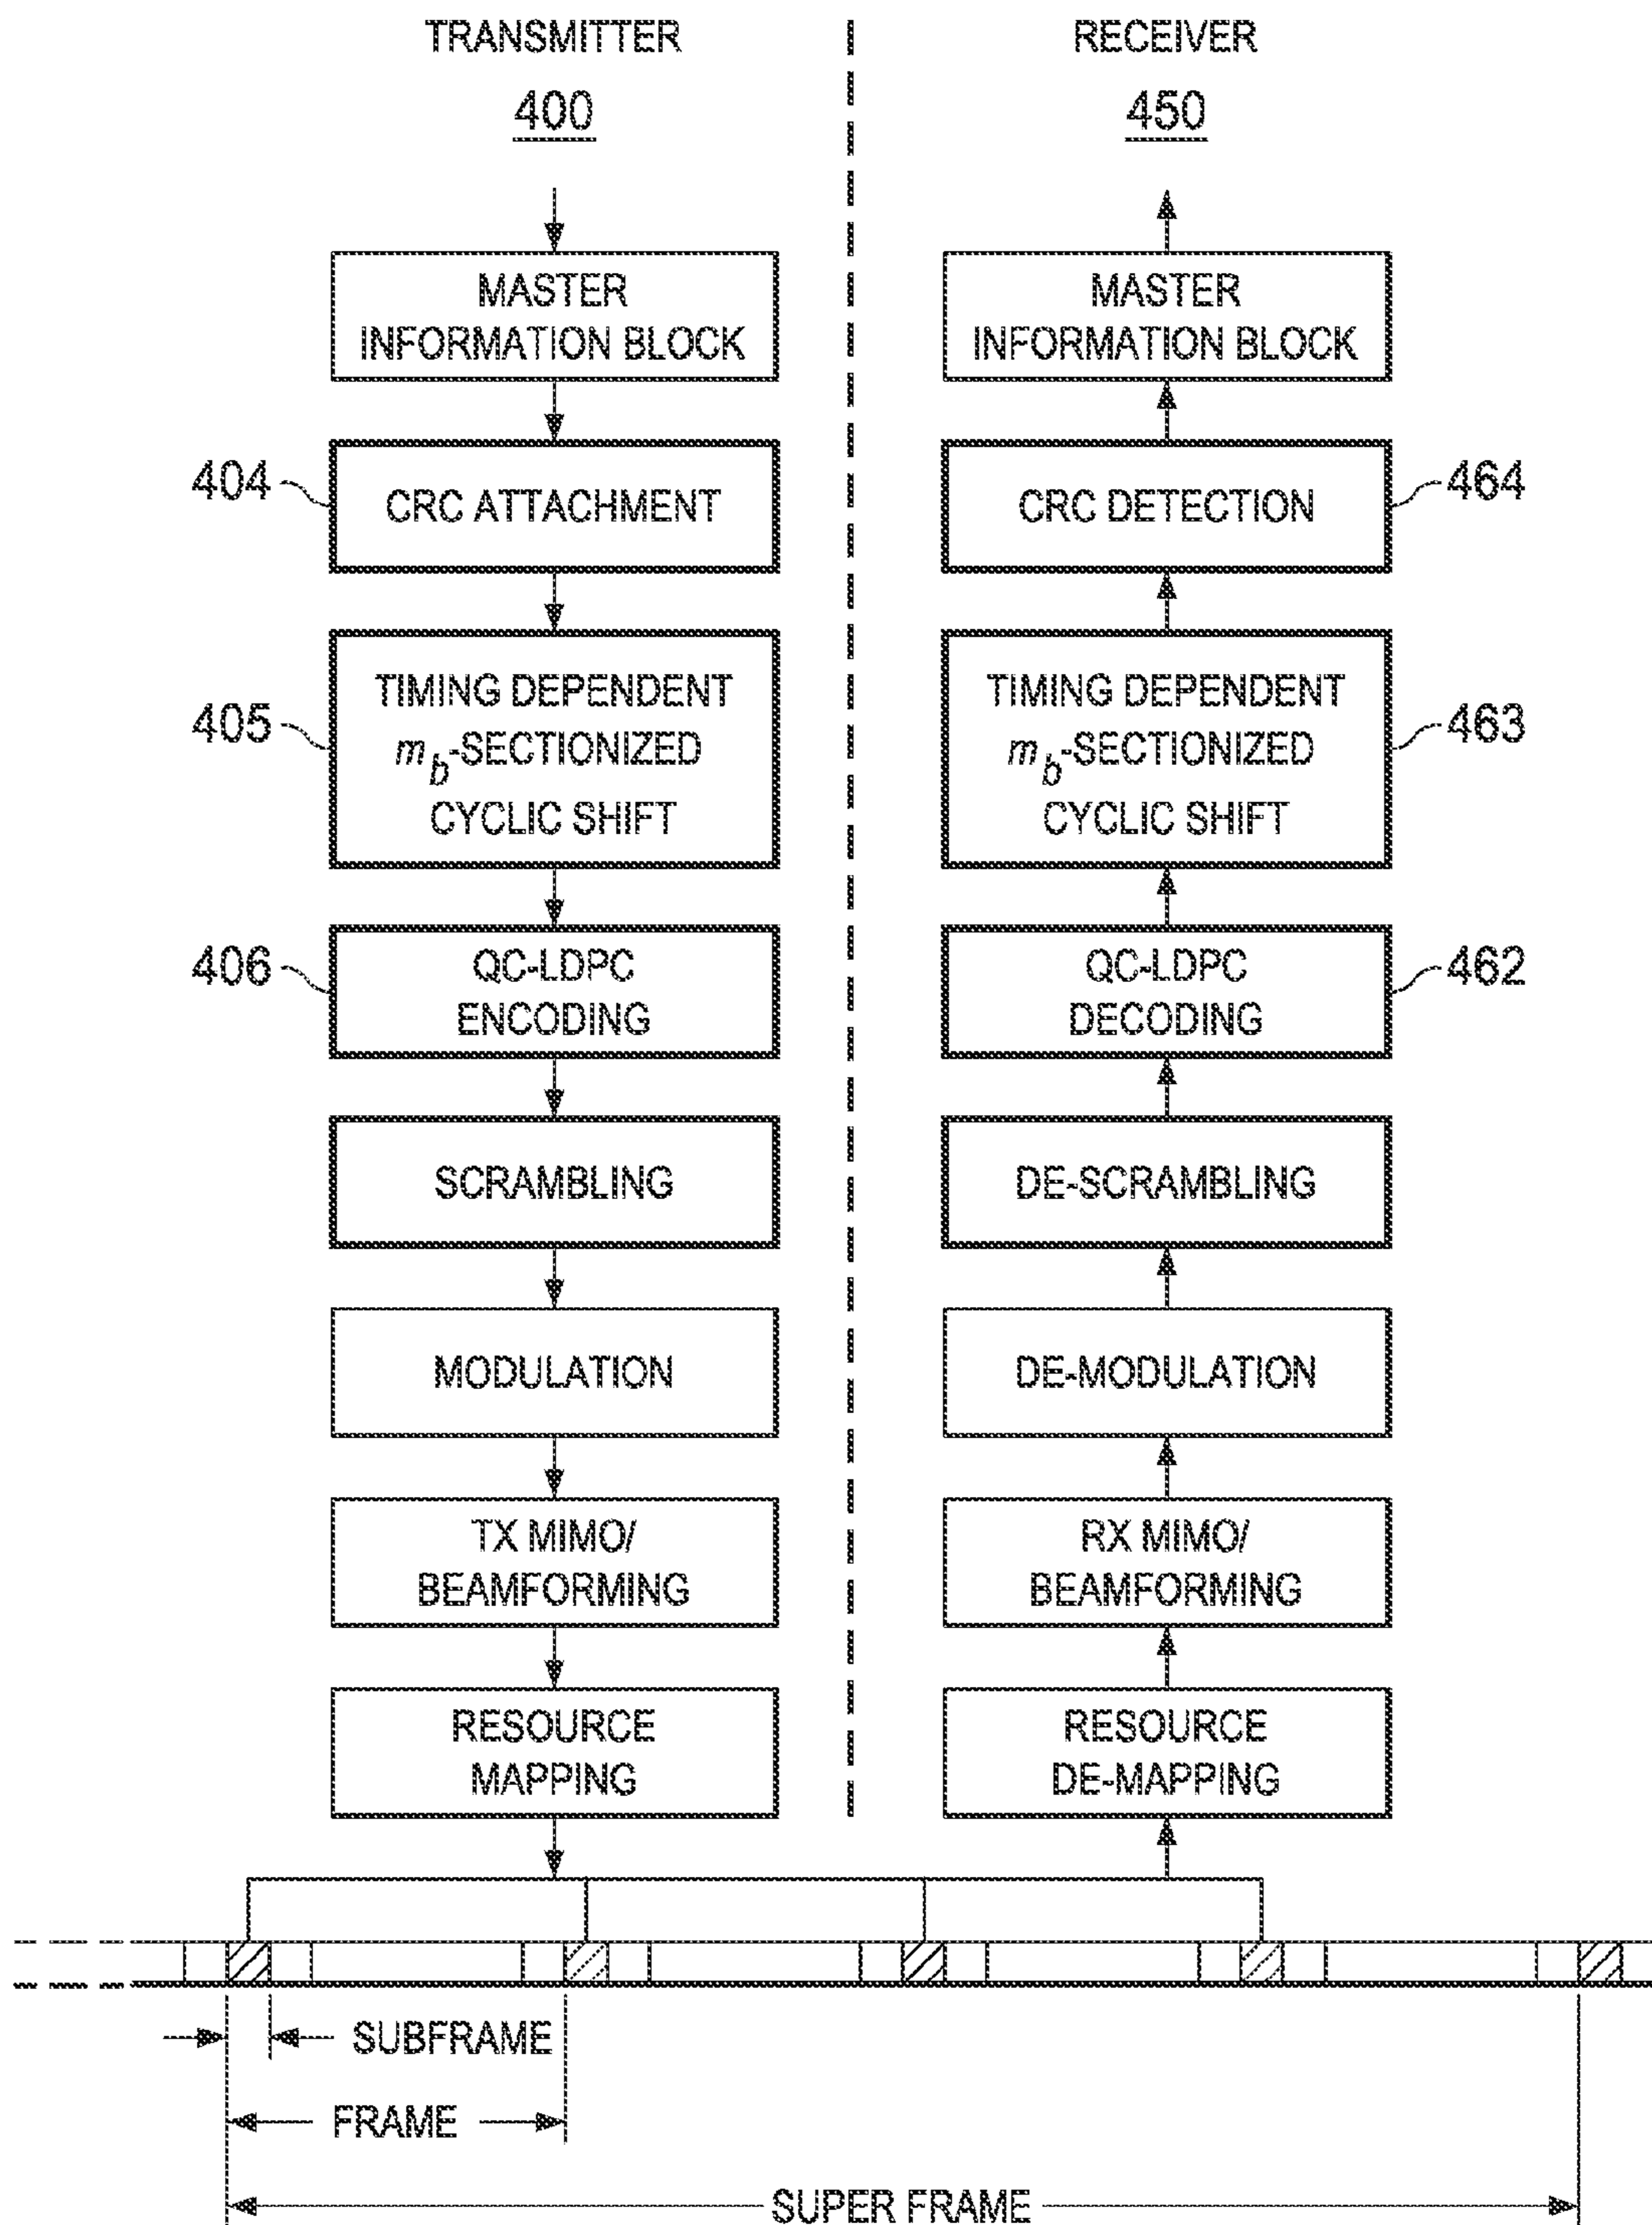 TRANSMITTER
400
MASTER
INFORMATION BLOCK
404
CRC ATTACHMENT
405
TIMING DEPENDENT
m_b-SECTIONIZED
CYCLIC SHIFT
406
QC-LDPC
ENCODING
SCRAMBLING
MODULATION
TX MIMO/
BEAMFORMING
RESOURCE
MAPPING
RECEIVER
450
MASTER
INFORMATION BLOCK
CRC DETECTION
464
TIMING DEPENDENT
m_b-SECTIONIZED
CYCLIC SHIFT
463
QC-LDPC
DECODING
462
DE-SCRAMBLING
DE-MODULATION
RX MIMO/
BEAMFORMING
RESOURCE
DE-MAPPING
SUBFRAME
FRAME
SUPER FRAME